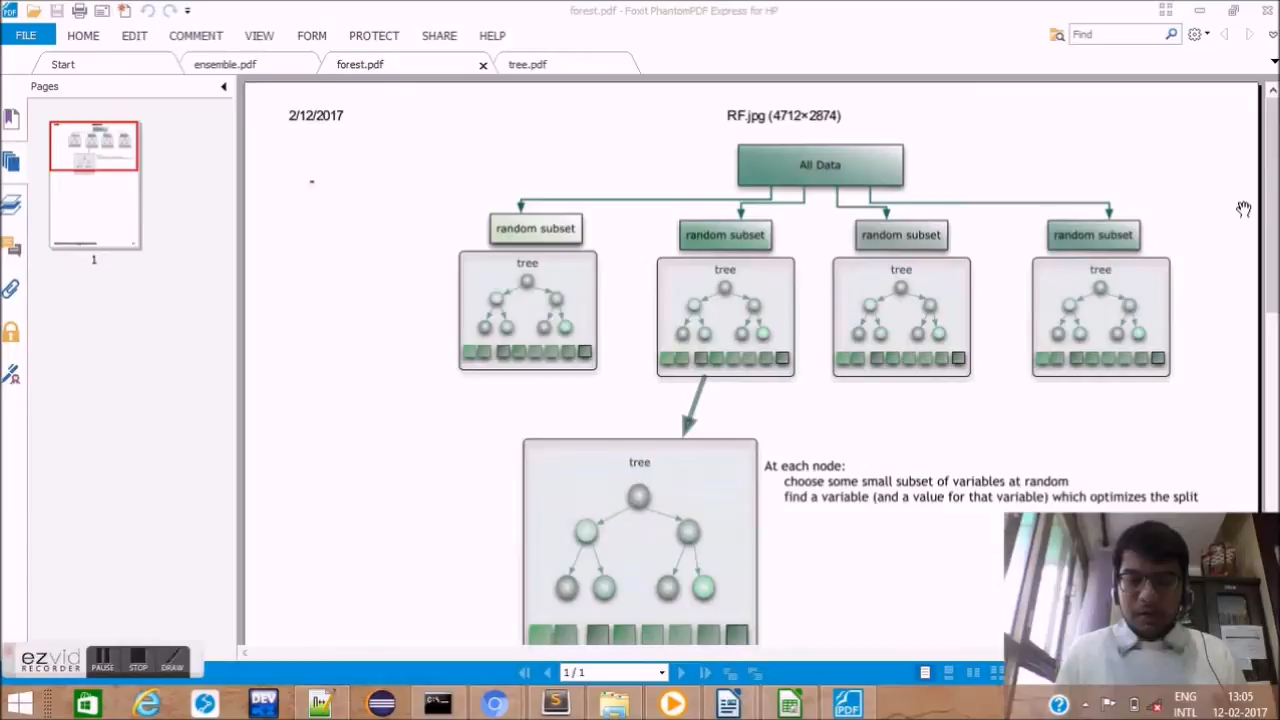 forest.pdf - Foxit PhantomPDF Express for HP
FILE HOME EDIT COMMENT VIEW FORM PROTECT SHARE HELP
Find
Start ensemble.pdf forest.pdf tree.pdf
Pages
1
2/12/2017 RF.jpg (4712×2874)
All Data
random subset random subset random subset random subset
tree tree tree tree
tree
At each node:
choose some small subset of variables at random
find a variable (and a value for that variable) which optimizes the split
ezvid
RECORDER
PAUSE STOP DRAW
1 / 1
DEV
PDF
ENG
INTL
13:05
12-02-2017